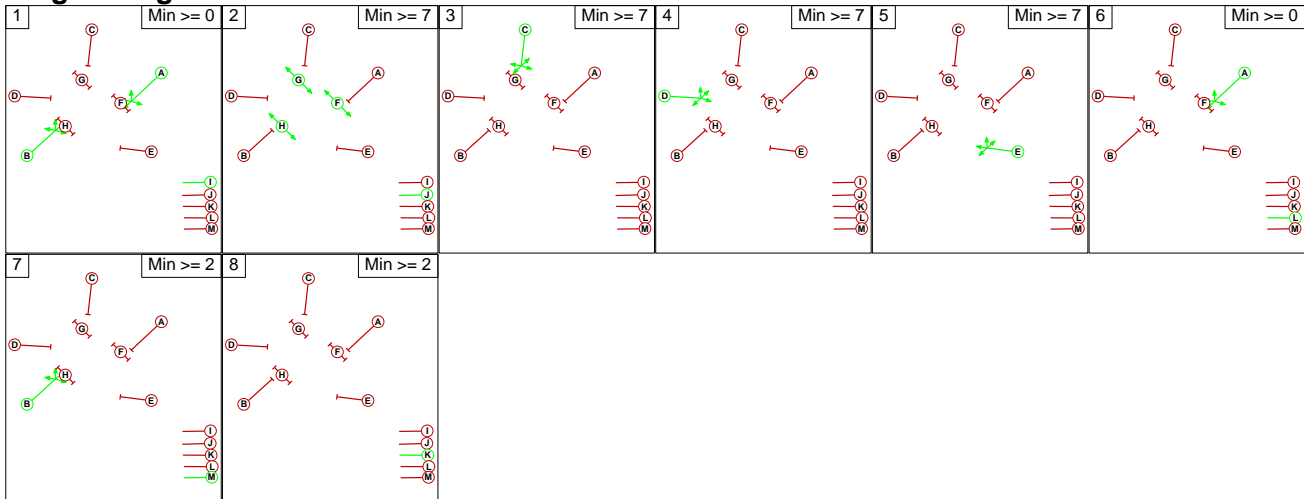 1 Min >= 0
C
G
A
F
D
H
B
E
I
J
K
L
M
2 Min >= 7
C
G
A
F
D
H
B
E
I
J
K
L
M
3 Min >= 7
C
G
A
F
D
H
B
E
I
J
K
L
M
4 Min >= 7
C
G
A
F
D
H
B
E
I
J
K
L
M
5 Min >= 7
C
G
A
F
D
H
B
E
I
J
K
L
M
6 Min >= 0
C
G
A
F
D
H
B
E
I
J
K
L
M
7 Min >= 2
C
G
A
F
D
H
B
E
I
J
K
L
M
8 Min >= 2
C
G
A
F
D
H
B
E
I
J
K
L
M